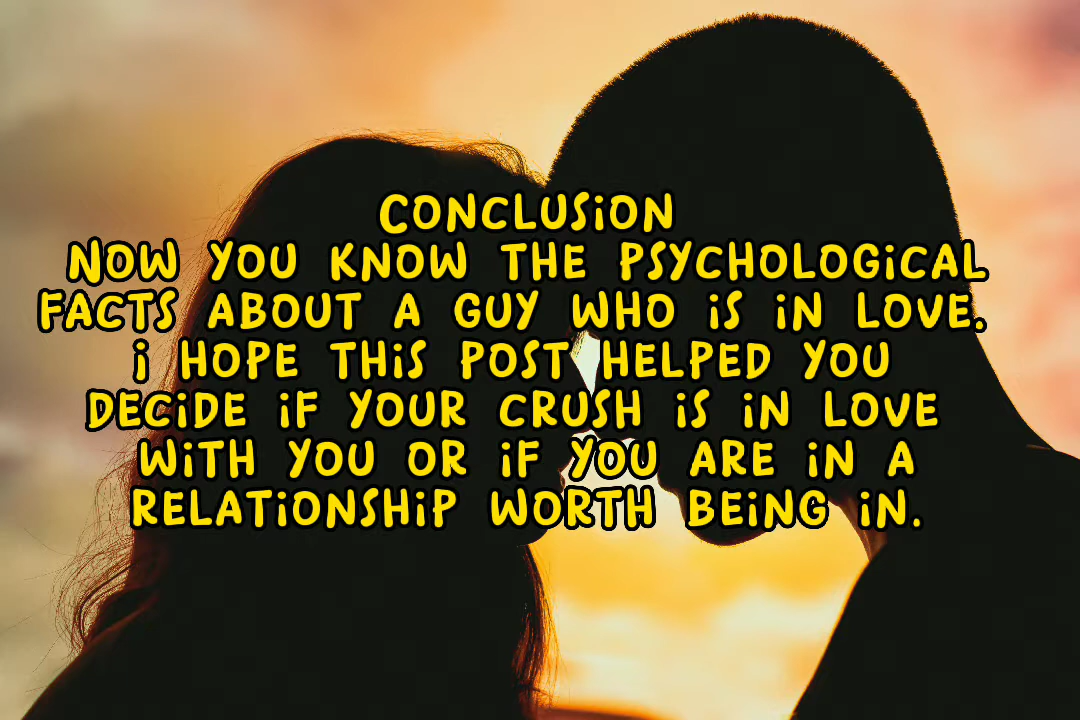 CONCLUSION
NOW YOU KNOW THE PSYCHOLOGICAL
FACTS ABOUT A GUY WHO iS iN LOVE.
i HOPE THiS POST HELPED YOU
DECiDE iF YOUR CRUSH iS iN LOVE
WiTH YOU OR iF YOU ARE iN A
RELATiONSHiP WORTH BEiNG iN.